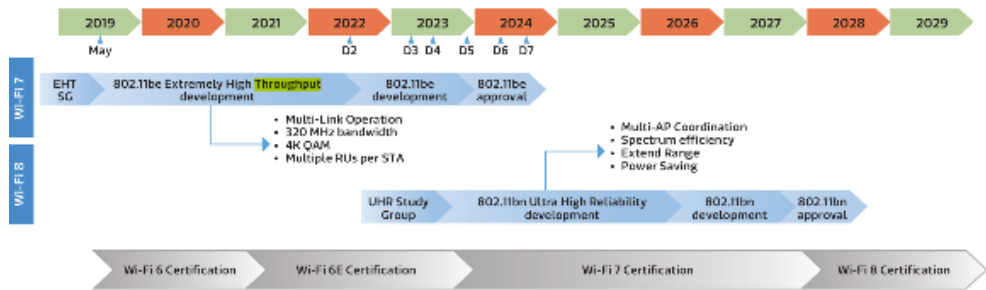 2019 2020 2021 2022 2023 2024 2025 2026 2027 2028 2029
May D2 D3 D4 D5 D6 D7
Wi-Fi 7
EHT
SG
802.11be Extremely High Throughput
development
802.11be
development
802.11be
approval
• Multi-Link Operation
• 320 MHz bandwidth
• 4K QAM
• Multiple RUs per STA
• Multi-AP Coordination
• Spectrum efficiency
• Extend Range
• Power Saving
Wi-Fi 8
UHR Study
Group
802.11bn Ultra High Reliability
development
802.11bn
development
802.11bn
approval
Wi-Fi 6 Certification
Wi-Fi 6E Certification
Wi-Fi 7 Certification
Wi-Fi 8 Certification